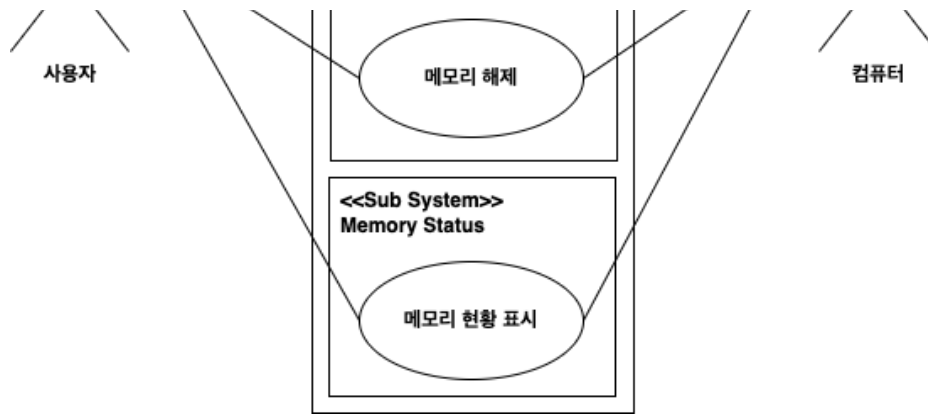 메모리 해제
사용자
컴퓨터
<<Sub System>>
Memory Status
메모리 현황 표시